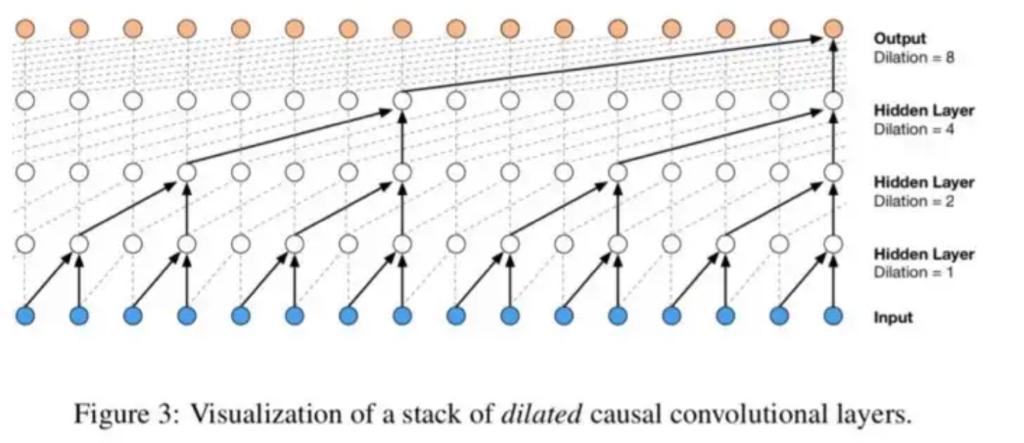 Output
Dilation = 8
Hidden Layer
Dilation = 4
Hidden Layer
Dilation = 2
Hidden Layer
Dilation = 1
Input
Figure 3: Visualization of a stack of dilated causal convolutional layers.